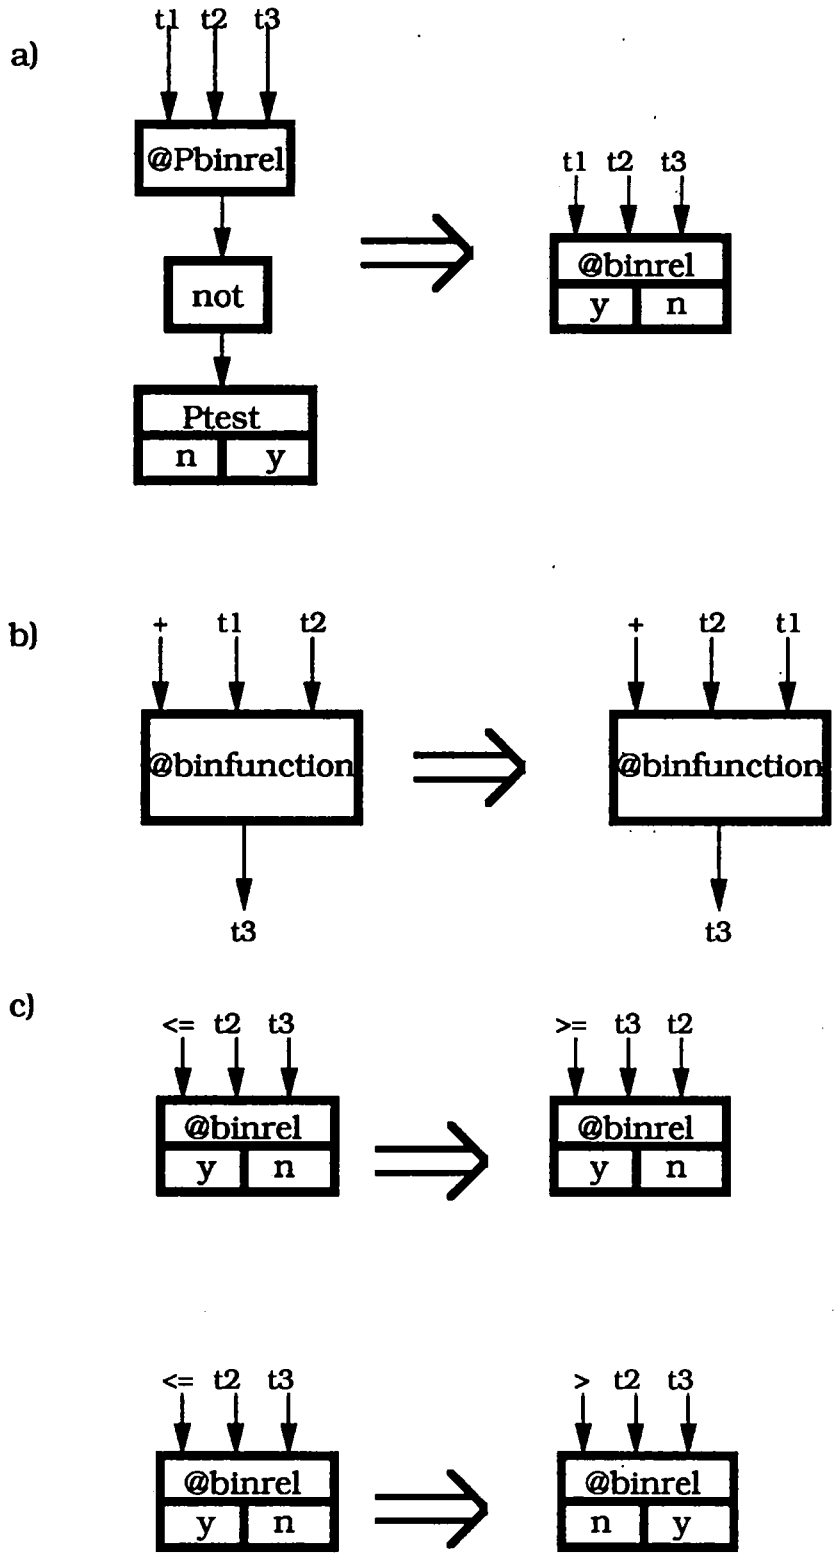 a)
t1 t2 t3
@Pbinrel
not
Ptest
n y
t1 t2 t3
@binrel
y n
b)
+ t1 t2
@binfunction
t3
+ t2 t1
@binfunction
t3
c)
<= t2 t3
@binrel
y n
>= t3 t2
@binrel
y n
<= t2 t3
@binrel
y n
> t2 t3
@binrel
n y